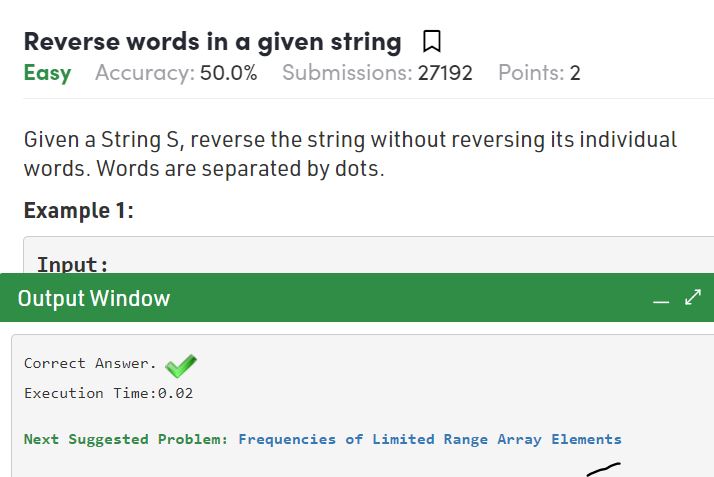 Reverse words in a given string
Easy Accuracy: 50.0% Submissions: 27192 Points: 2
Given a String S, reverse the string without reversing its individual
words. Words are separated by dots.
Example 1:
Input:
Output Window
Correct Answer.
Execution Time:0.02
Next Suggested Problem: Frequencies of Limited Range Array Elements